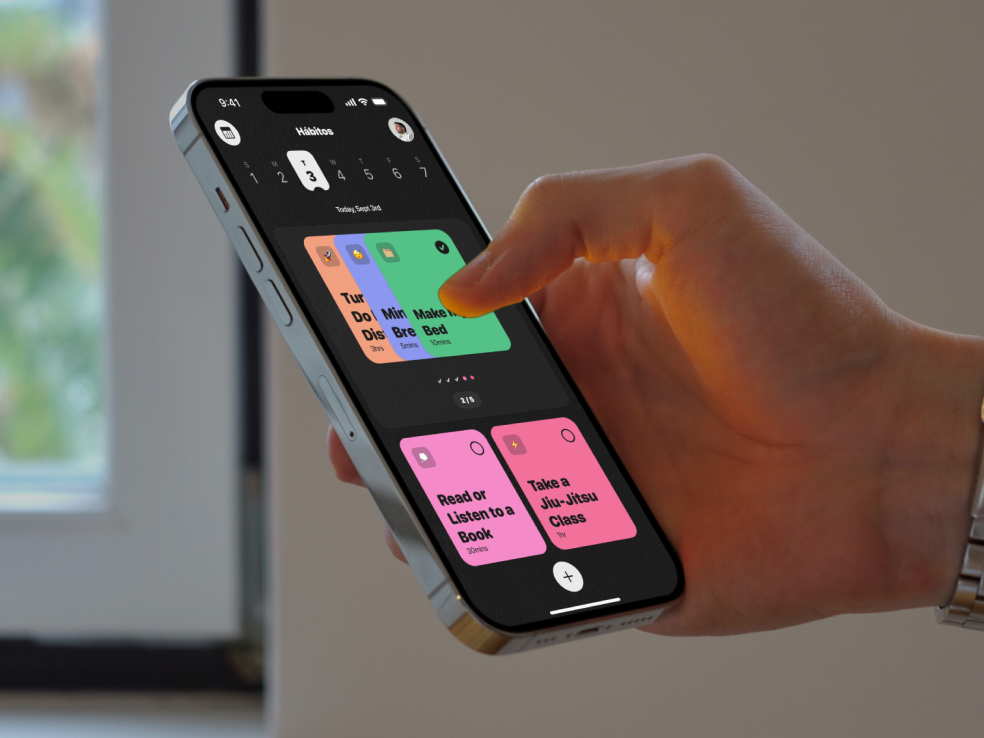 9:41
Hábitos
S M T W T F S
1 2 3 4 5 6 7
Today, Sept 3rd
Tur
Do
Dis
3hrs
Min
Bre
5mins
Make
Bed
10mins
2/5
Read or
Listen to a
Book
30mins
Take a
Jiu-Jitsu
Class
1hr